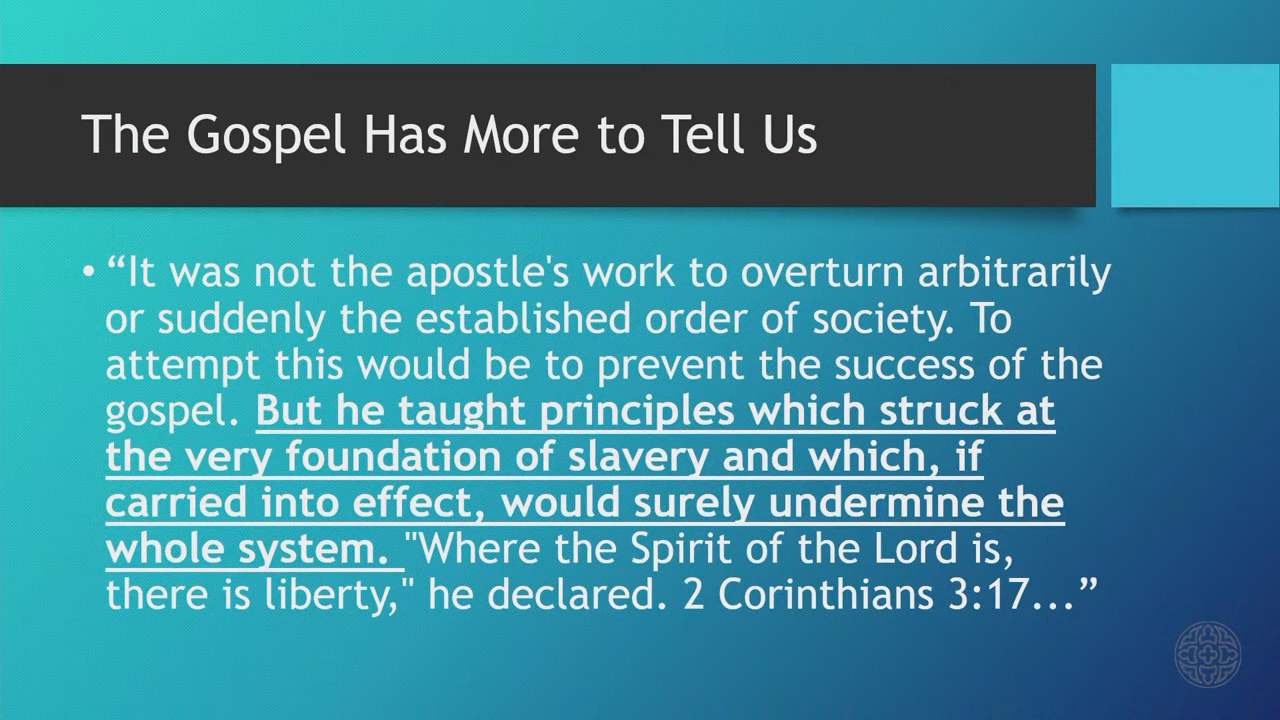 The Gospel Has More to Tell Us
• “It was not the apostle's work to overturn arbitrarily
or suddenly the established order of society. To
attempt this would be to prevent the success of the
gospel. But he taught principles which struck at
the very foundation of slavery and which, if
carried into effect, would surely undermine the
whole system. "Where the Spirit of the Lord is,
there is liberty," he declared. 2 Corinthians 3:17...”